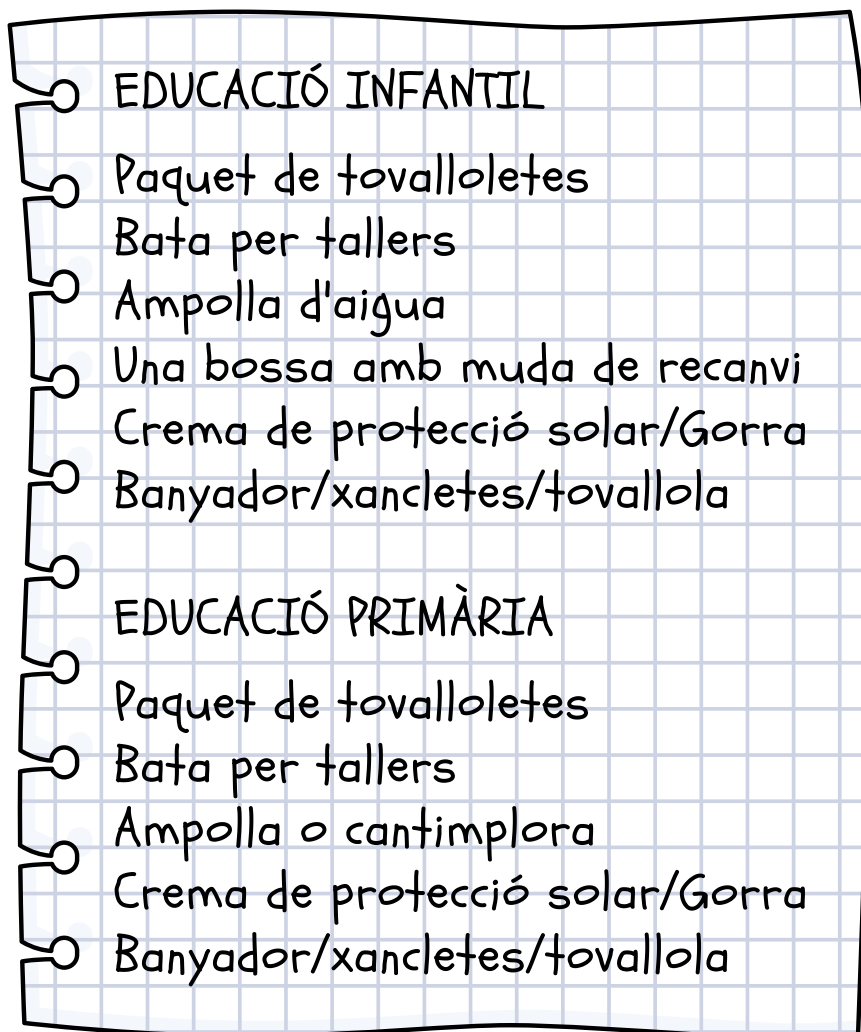 EDUCACIÓ INFANTIL
Paquet de tovalloletes
Bata per tallers
Ampolla d'aigua
Una bossa amb muda de recanvi
Crema de protecció solar/Gorra
Banyador/xancletes/tovallola
EDUCACIÓ PRIMÀRIA
Paquet de tovalloletes
Bata per tallers
Ampolla o cantimplora
Crema de protecció solar/Gorra
Banyador/xancletes/tovallola